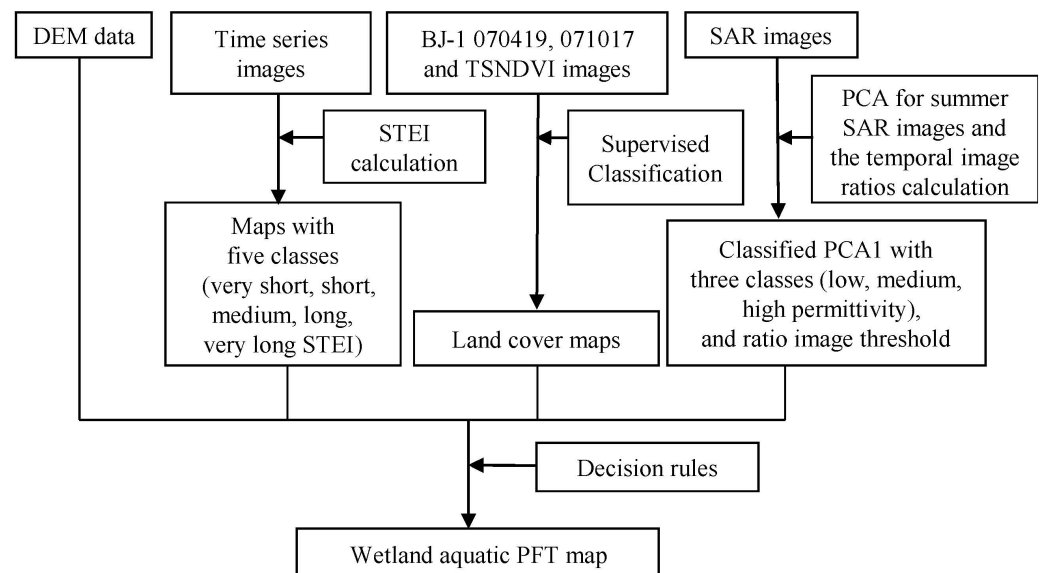 DEM data
Time series
images
BJ-1 070419, 071017
and TSNDVI images
SAR images
STEI
calculation
Supervised
Classification
PCA for summer
SAR images and
the temporal image
ratios calculation
Maps with
five classes
(very short, short,
medium, long,
very long STEI)
Land cover maps
Classified PCA1 with
three classes (low, medium,
high permittivity),
and ratio image threshold
Decision rules
Wetland aquatic PFT map